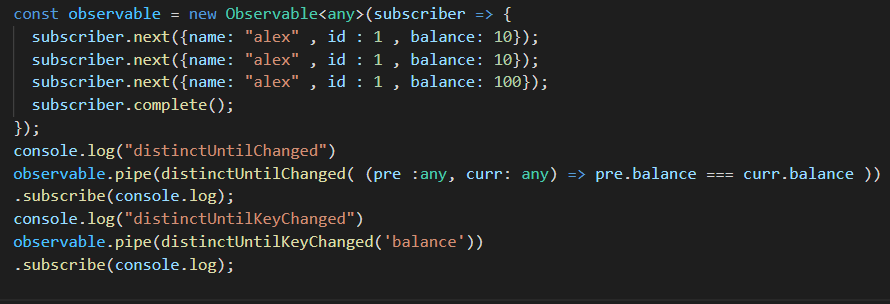 const observable = new Observable<any>(subscriber => {
  subscriber.next({name: "alex" , id : 1 , balance: 10});
  subscriber.next({name: "alex" , id : 1 , balance: 10});
  subscriber.next({name: "alex" , id : 1 , balance: 100});
  subscriber.complete();
});
console.log("distinctUntilChanged")
observable.pipe(distinctUntilChanged( (pre :any, curr: any) => pre.balance === curr.balance ))
.subscribe(console.log);
console.log("distinctUntilKeyChanged")
observable.pipe(distinctUntilKeyChanged('balance'))
.subscribe(console.log);